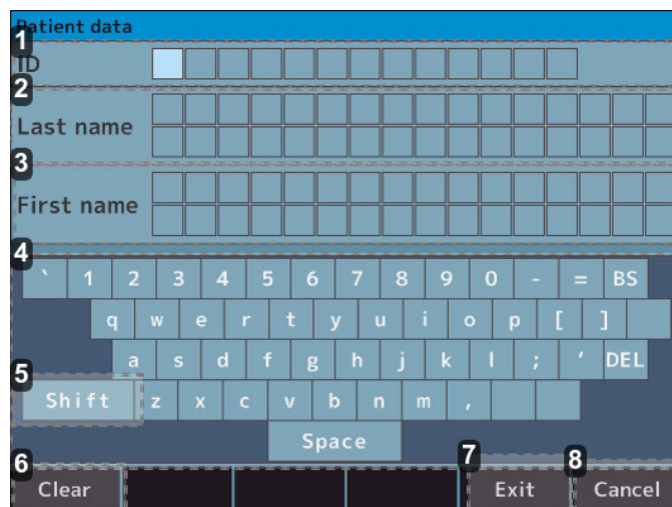 Patient data
1
ID
2
Last name
3
First name
4
` 1 2 3 4 5 6 7 8 9 0 - = BS
q w e r t y u i o p [ ]
a s d f g h j k l ; ‘ DEL
5
Shift z x c v b n m ,
Space
6 7 8
Clear Exit Cancel